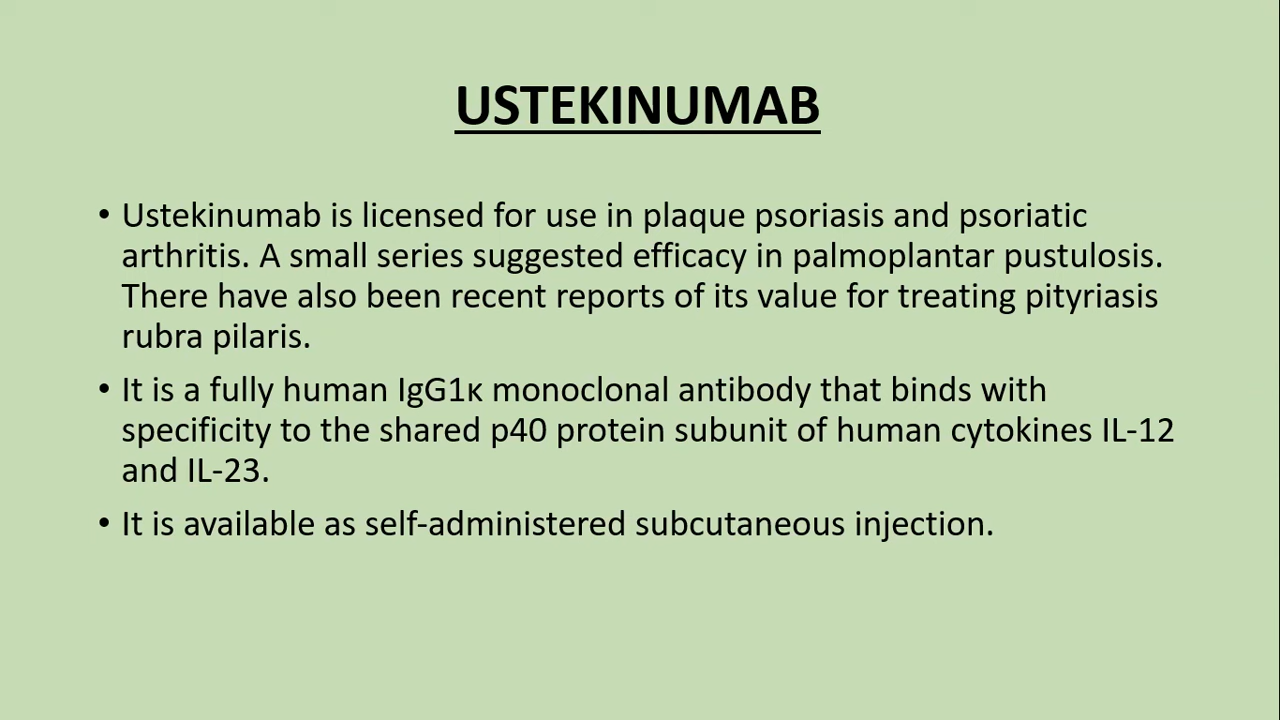 USTEKINUMAB
• Ustekinumab is licensed for use in plaque psoriasis and psoriatic
arthritis. A small series suggested efficacy in palmoplantar pustulosis.
There have also been recent reports of its value for treating pityriasis
rubra pilaris.
• It is a fully human IgG1κ monoclonal antibody that binds with
specificity to the shared p40 protein subunit of human cytokines IL-12
and IL-23.
• It is available as self-administered subcutaneous injection.